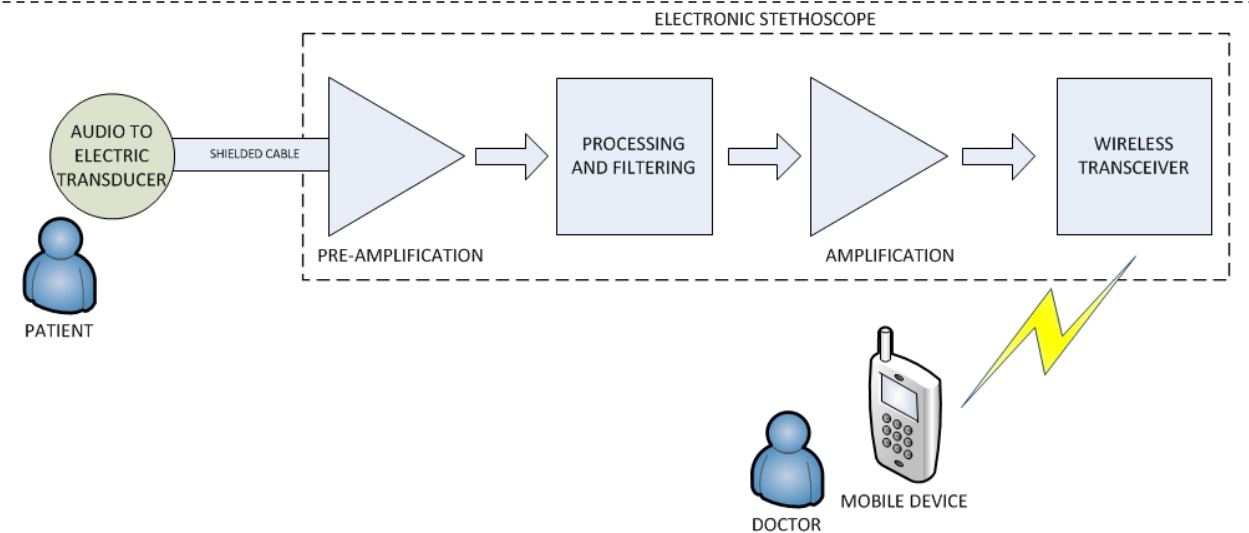 ELECTRONIC STETHOSCOPE
AUDIO TO
ELECTRIC
TRANSDUCER
SHIELDED CABLE
PROCESSING
AND FILTERING
WIRELESS
TRANSCEIVER
PRE-AMPLIFICATION
AMPLIFICATION
PATIENT
MOBILE DEVICE
DOCTOR